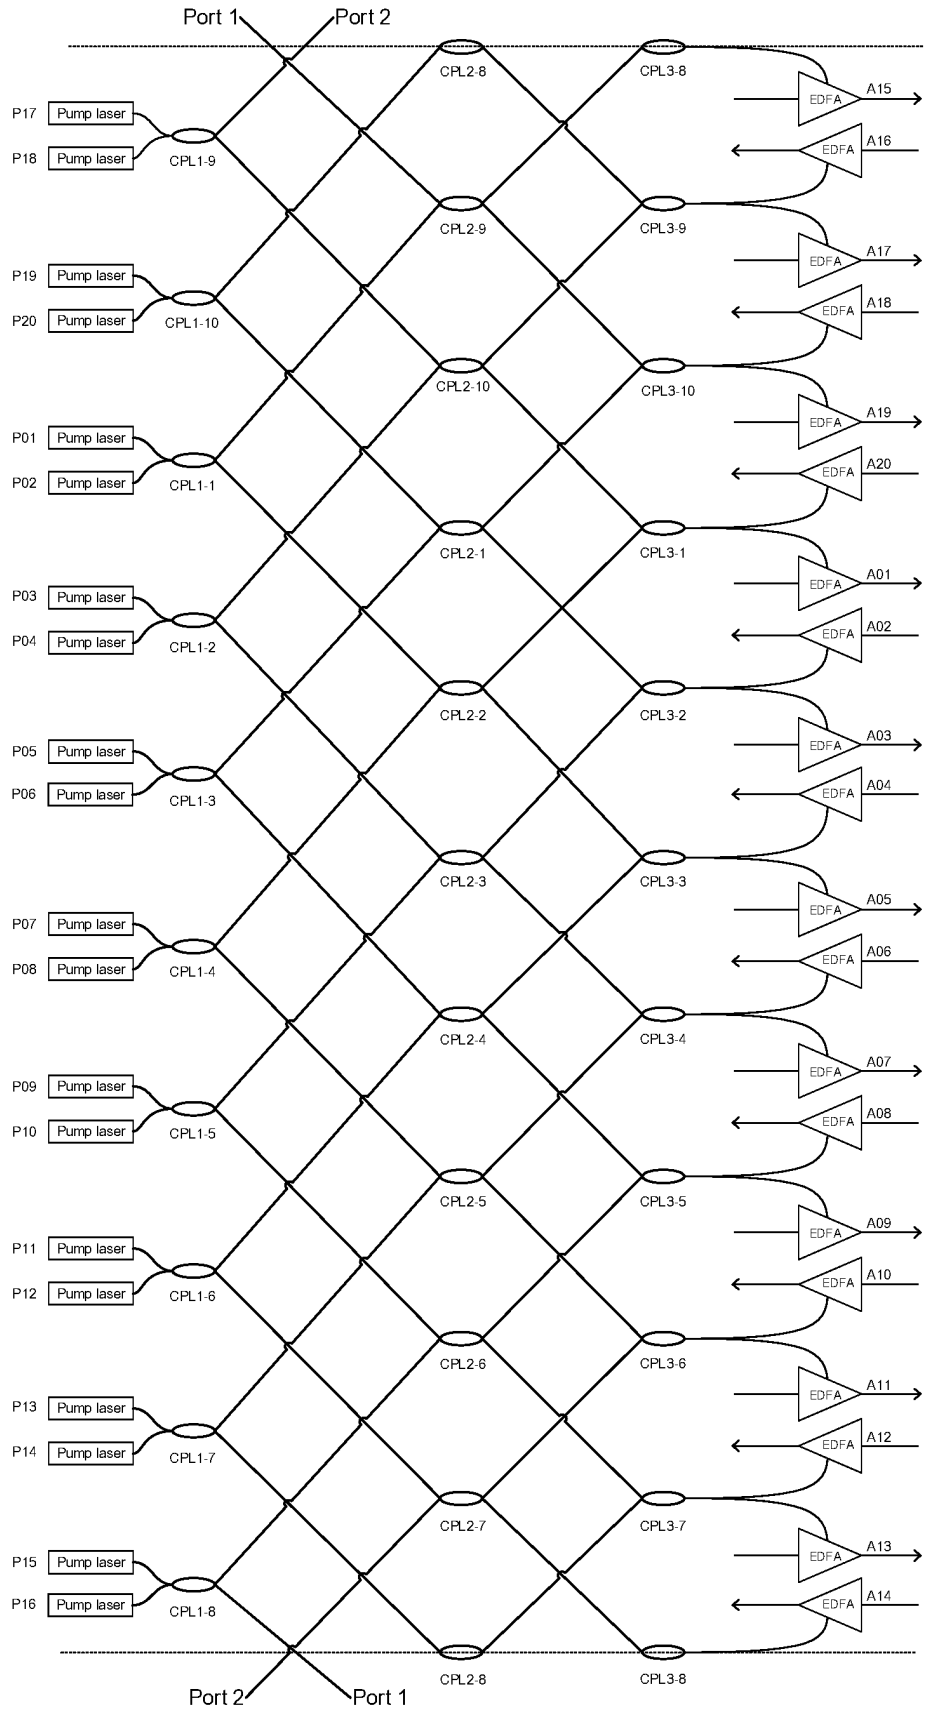 Port 1
Port 2
CPL2-8
CPL3-8
A15
P17
Pump laser
EDFA
A16
P18
Pump laser
CPL1-9
EDFA
CPL2-9
CPL3-9
A17
P19
Pump laser
EDFA
A18
P20
Pump laser
CPL1-10
EDFA
CPL2-10
CPL3-10
A19
P01
Pump laser
EDFA
A20
P02
Pump laser
CPL1-1
EDFA
CPL2-1
CPL3-1
A01
P03
Pump laser
EDFA
A02
P04
Pump laser
CPL1-2
EDFA
CPL2-2
CPL3-2
A03
P05
Pump laser
EDFA
A04
P06
Pump laser
CPL1-3
EDFA
CPL2-3
CPL3-3
A05
P07
Pump laser
EDFA
A06
P08
Pump laser
CPL1-4
EDFA
CPL2-4
CPL3-4
A07
P09
Pump laser
EDFA
A08
P10
Pump laser
CPL1-5
EDFA
CPL2-5
CPL3-5
A09
P11
Pump laser
EDFA
A10
P12
Pump laser
CPL1-6
EDFA
CPL2-6
CPL3-6
A11
P13
Pump laser
EDFA
A12
P14
Pump laser
CPL1-7
EDFA
CPL2-7
CPL3-7
A13
P15
Pump laser
EDFA
A14
P16
Pump laser
CPL1-8
EDFA
CPL2-8
CPL3-8
Port 2
Port 1